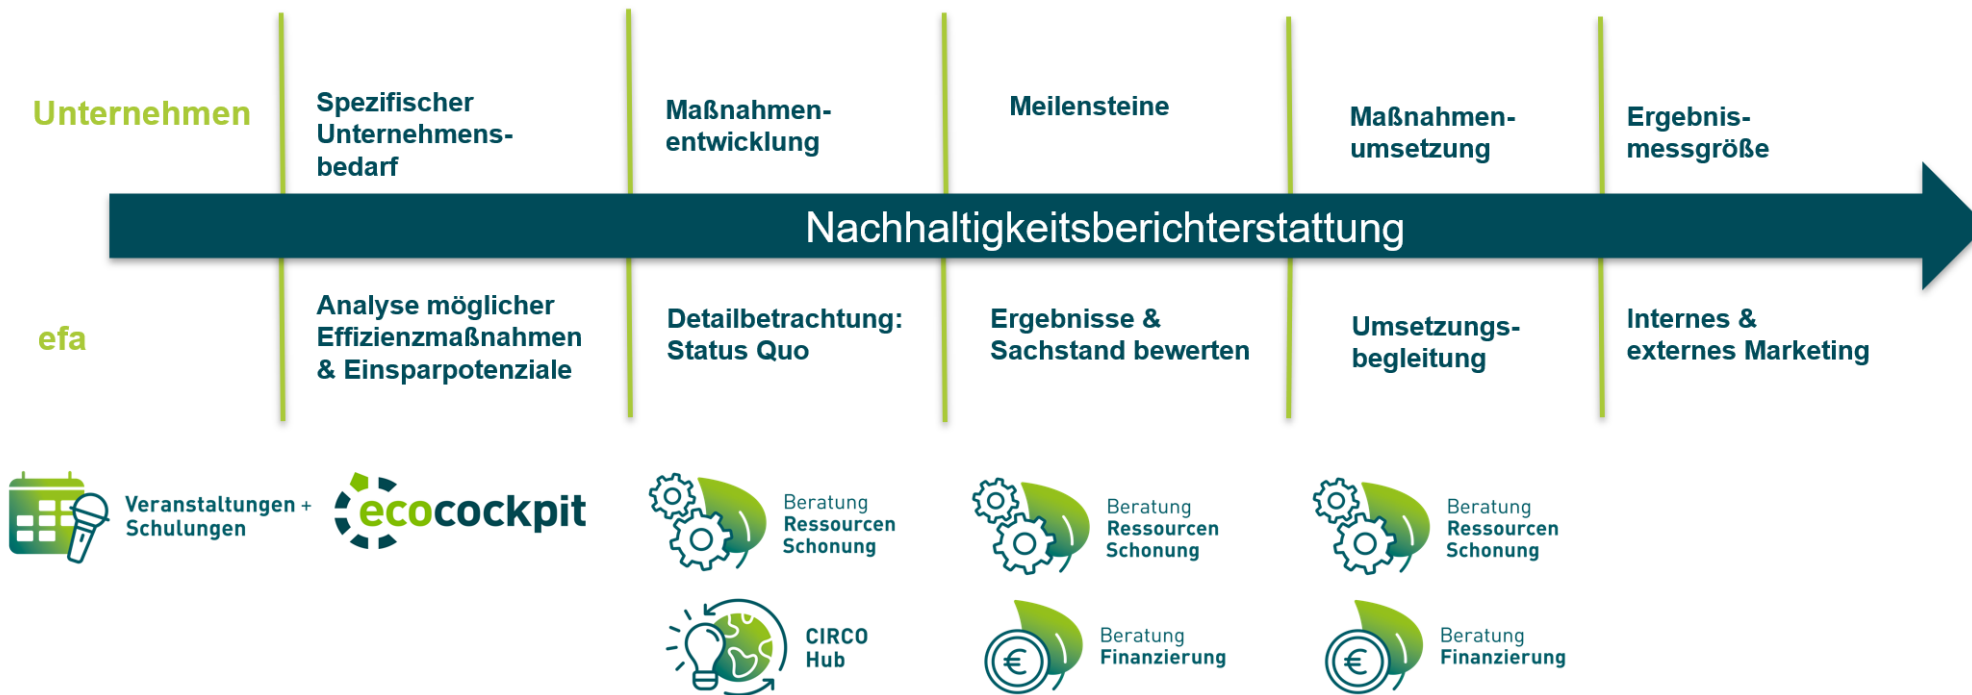 Unternehmen
Spezifischer
Unternehmens-
bedarf
Maßnahmen-
entwicklung
Meilensteine
Maßnahmen-
umsetzung
Ergebnis-
messgröße
Nachhaltigkeitsberichterstattung
efa
Analyse möglicher
Effizienzmaßnahmen
& Einsparpotenziale
Detailbetrachtung:
Status Quo
Ergebnisse &
Sachstand bewerten
Umsetzungs-
begleitung
Internes &
externes Marketing
Veranstaltungen +
Schulungen
ecocockpit
Beratung
Ressourcen
Schonung
Beratung
Ressourcen
Schonung
Beratung
Ressourcen
Schonung
CIRCO
Hub
€
Beratung
Finanzierung
€
Beratung
Finanzierung